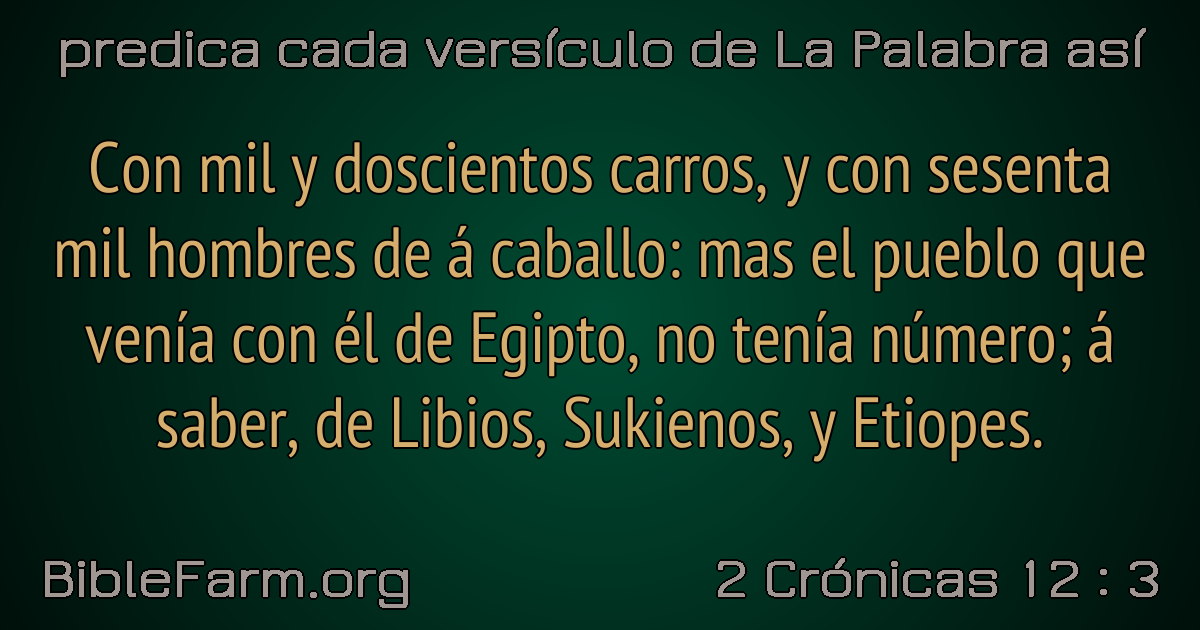 predica cada versículo de La Palabra así
Con mil y doscientos carros, y con sesenta
mil hombres de á caballo: mas el pueblo que
venía con él de Egipto, no tenía número; á
saber, de Libios, Sukienos, y Etiopes.
BibleFarm.org
2 Crónicas 12 : 3